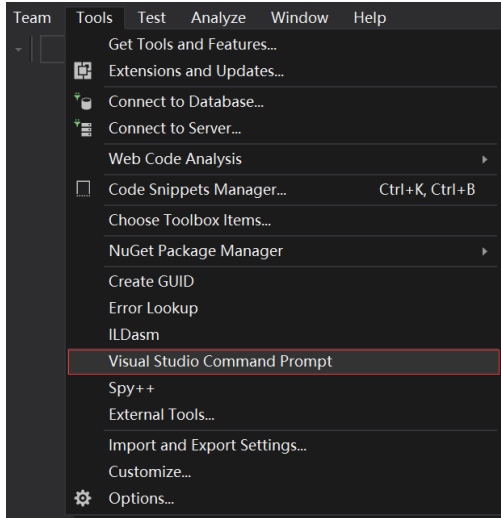 Team Tools Test Analyze Window Help
Get Tools and Features...
Extensions and Updates...
Connect to Database...
Connect to Server...
Web Code Analysis
Code Snippets Manager... Ctrl+K, Ctrl+B
Choose Toolbox Items...
NuGet Package Manager
Create GUID
Error Lookup
ILDasm
Visual Studio Command Prompt
Spy++
External Tools...
Import and Export Settings...
Customize...
Options...